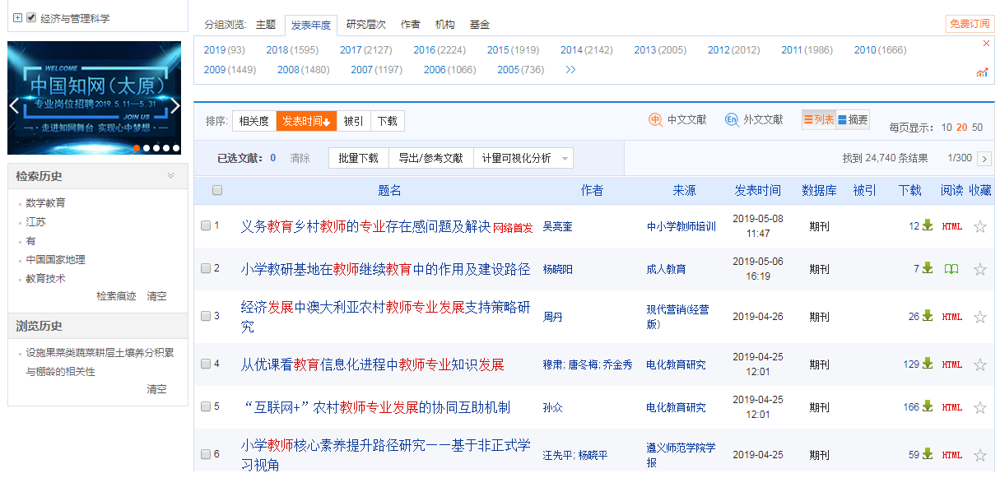 经济与管理科学
WELCOME
中国知网(太原)
专业岗位招聘2019.5.11—5.31
JOIN US
走进知网舞台 实现心中梦想
检索历史
数学教育
江苏
有
中国国家地理
教育技术
检索痕迹 清空
浏览历史
设施果菜类蔬菜耕层土壤养分积累
与棚龄的相关性
清空
分组浏览: 主题 发表年度 研究层次 作者 机构 基金 免费订阅
2019(93) 2018(1595) 2017(2127) 2016(2224) 2015(1919) 2014(2142) 2013(2005) 2012(2012) 2011(1986) 2010(1666)
2009(1449) 2008(1480) 2007(1197) 2006(1066) 2005(736) >>
排序: 相关度 发表时间 被引 下载 中 中文文献 En 外文文献 列表 摘要 每页显示: 10 20 50
已选文献: 0 清除 批量下载 导出/参考文献 计量可视化分析 找到 24,740 条结果 1/300 >
题名 作者 来源 发表时间 数据库 被引 下载 阅读 收藏
1 义务教育乡村教师的专业存在感问题及解决 网络首发 吴亮奎 中小学教师培训 2019-05-08 11:47 期刊 12 HTML
2 小学教研基地在教师继续教育中的作用及建设路径 杨晓阳 成人教育 2019-05-06 16:19 期刊 7
3 经济发展中澳大利亚农村教师专业发展支持策略研
究 周丹 现代营销(经营版) 2019-04-26 期刊 26 HTML
4 从优课看教育信息化进程中教师专业知识发展 穆肃; 唐冬梅; 乔金秀 电化教育研究 2019-04-25 12:01 期刊 129 HTML
5 “互联网+”农村教师专业发展的协同互助机制 孙众 电化教育研究 2019-04-25 12:01 期刊 166 HTML
6 小学教师核心素养提升路径研究——基于非正式学
习视角 汪先平; 杨晓平 遵义师范学院学报 2019-04-25 期刊 59 HTML